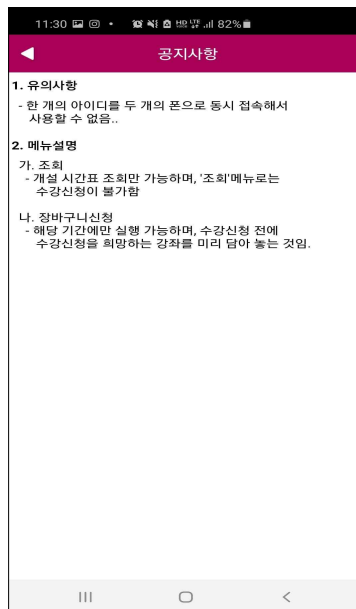 11:30 82%
공지사항
1. 유의사항
- 한 개의 아이디를 두 개의 폰으로 동시 접속해서
사용할 수 없음..
2. 메뉴설명
가. 조회
- 개설 시간표 조회만 가능하며, '조회'메뉴로는
수강신청이 불가함
나. 장바구니신청
- 해당 기간에만 실행 가능하며, 수강신청 전에
수강신청을 희망하는 강좌를 미리 담아 놓는 것임.